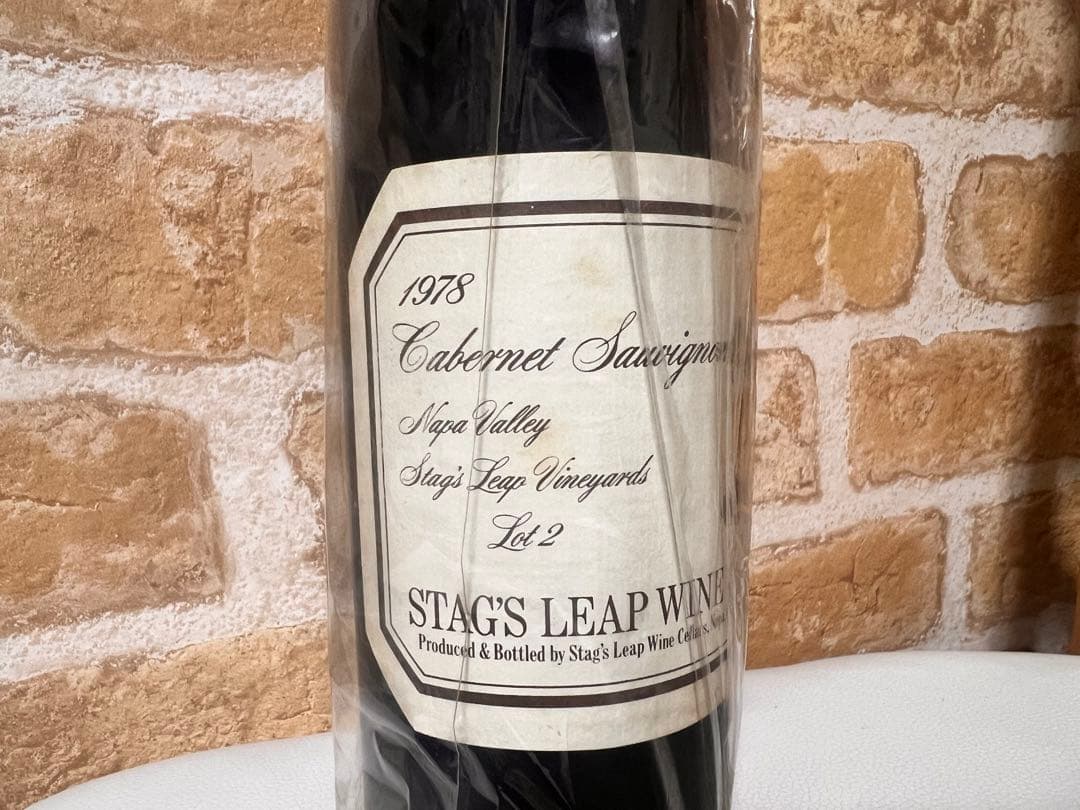 1978
Cabernet Sauvignon
Napa Valley
Stag's Leap Vineyards
Lot 2
STAG'S LEAP WINE
Produced & Bottled by Stag's Leap Wine Cellars,